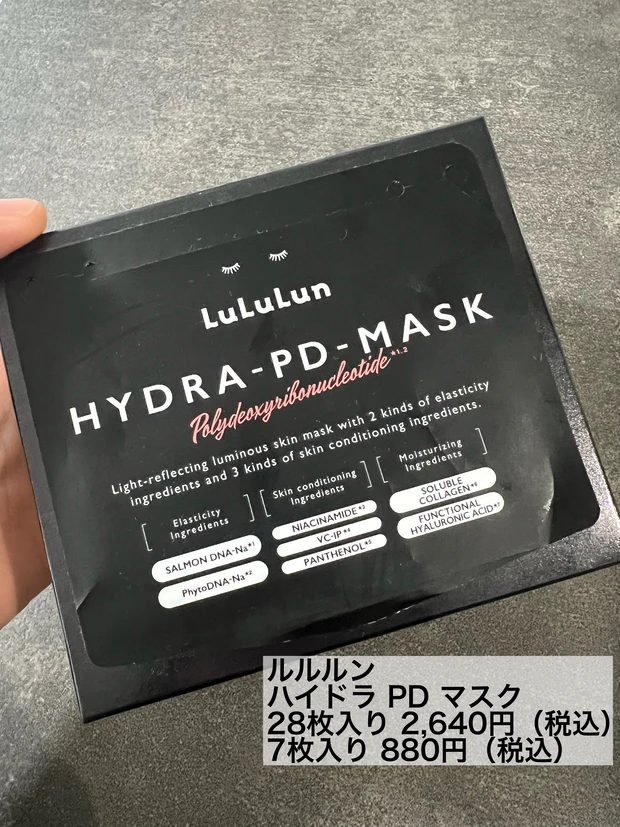 LuLuLun
HYDRA-PD-MASK
Polydeoxyribonucleotide *1,2
Light-reflecting luminous skin mask with 2 kinds of elasticity
ingredients and 3 kinds of skin conditioning ingredients.
Elasticity
Ingredients
SALMON DNA-Na*1
PhytoDNA-Na*2
Skin conditioning
Ingredients
NIACINAMIDE*3
VC-IP*4
PANTHENOL*5
Moisturizing
Ingredients
SOLUBLE
COLLAGEN*6
FUNCTIONAL
HYALURONIC ACID*7
ルルルン
ハイドラ PD マスク
28枚入り 2,640円（税込）
7枚入り 880円（税込）